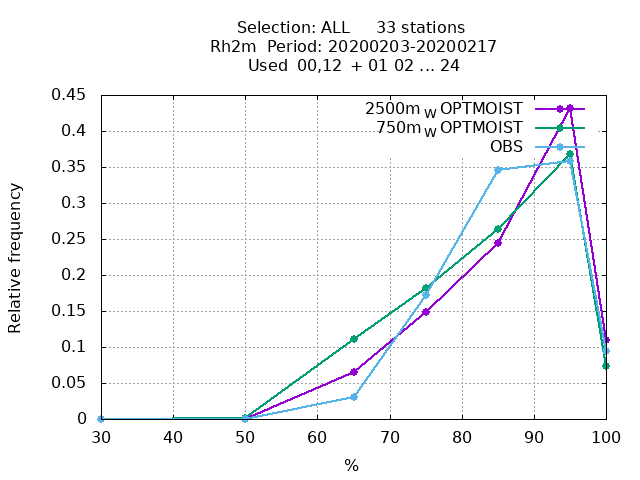 Selection: ALL 33 stations
Rh2m Period: 20200203-20200217
Used 00,12 + 01 02 ... 24
0.45
0.4
0.35
0.3
0.25
0.2
0.15
0.1
0.05
0
Relative frequency
2500m W OPTMOIST
750m W OPTMOIST
OBS
30 40 50 60 70 80 90 100
%